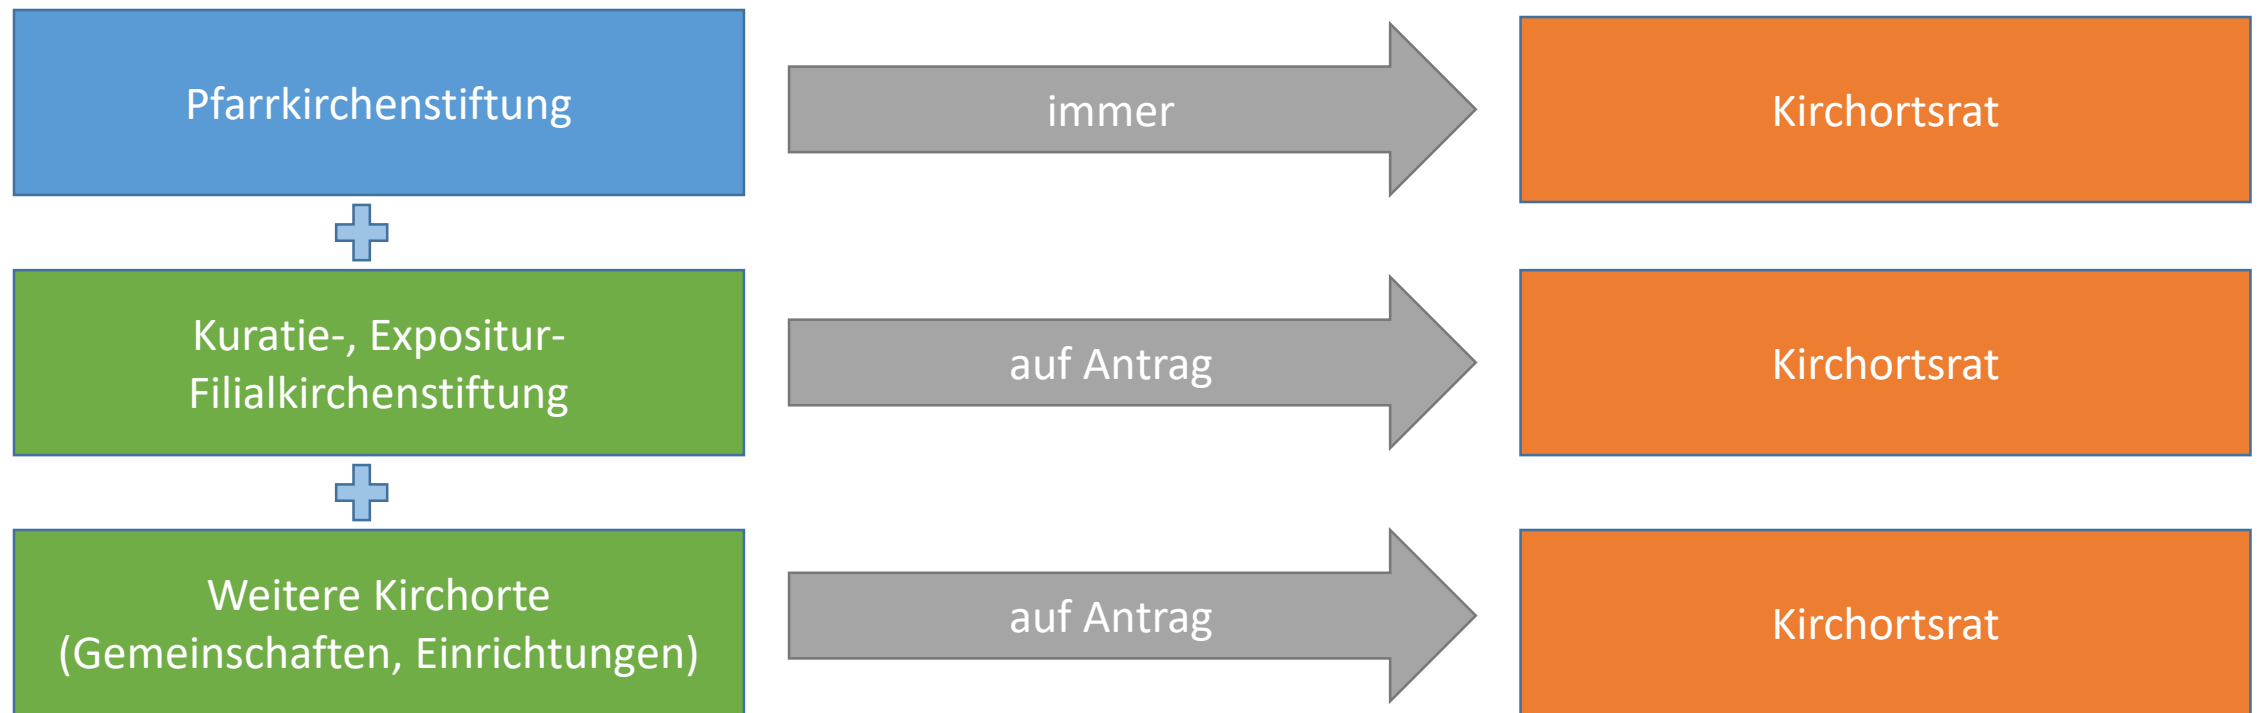 Pfarrkirchenstiftung
immer
Kirchortsrat
Kuratie-, Expositur-
Filialkirchenstiftung
auf Antrag
Kirchortsrat
Weitere Kirchorte
(Gemeinschaften, Einrichtungen)
auf Antrag
Kirchortsrat